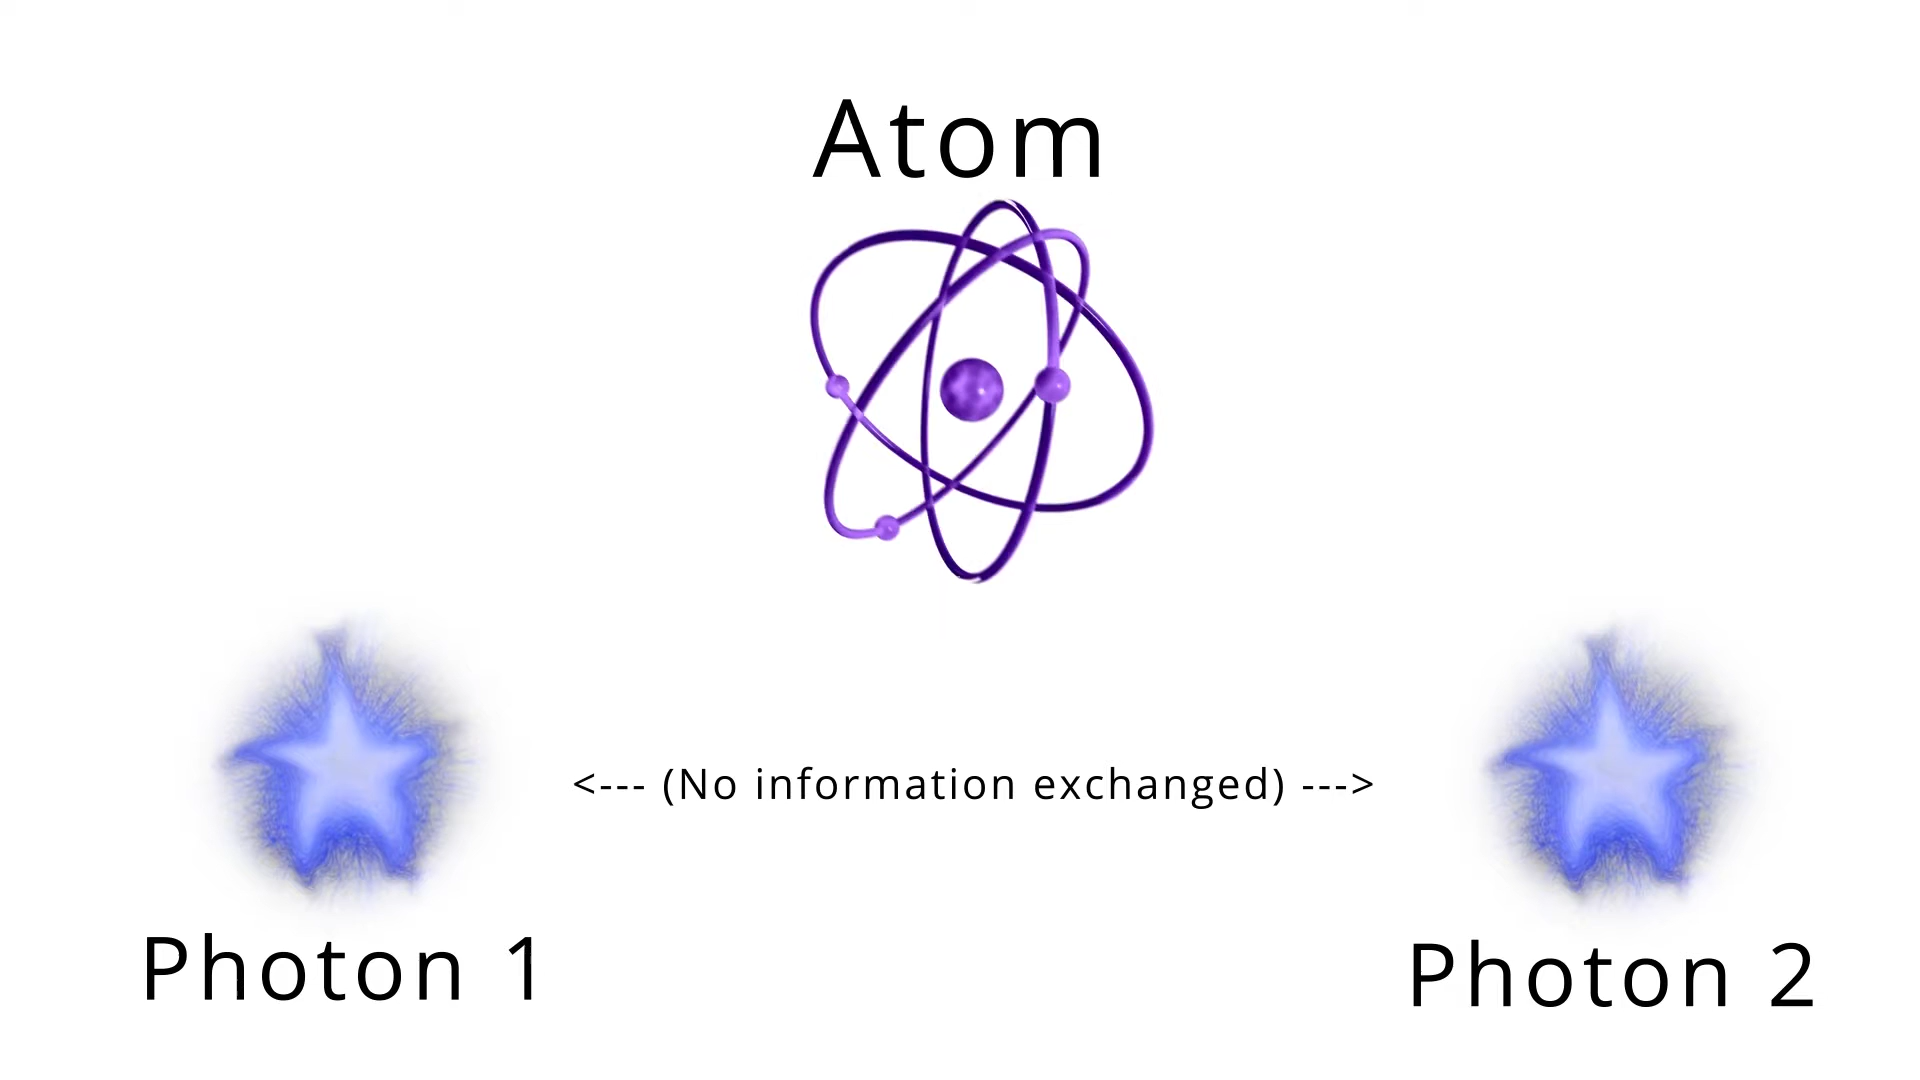 Atom
<--- (No information exchanged) --->
Photon 1
Photon 2